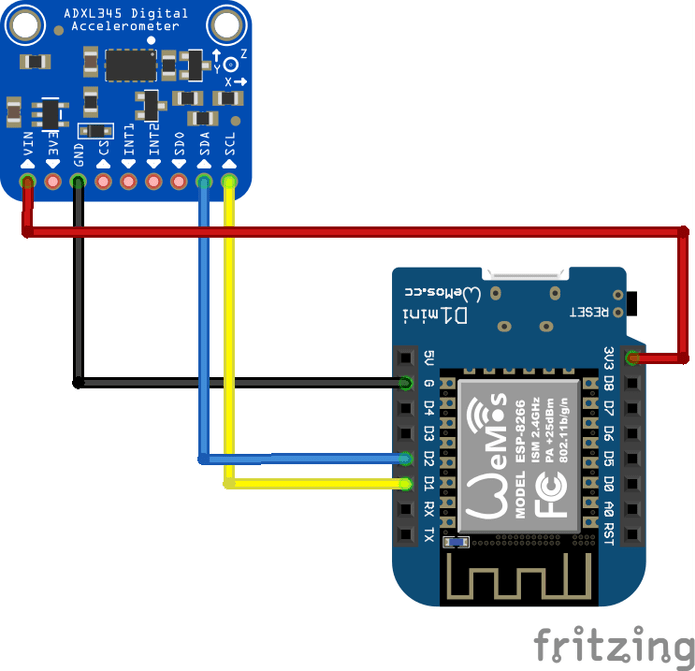 ADXL345 Digital
Accelerometer
Z
Y
X
VIN
3V3
GND
CS
INT1
INT2
SDO
SDA
SCL
WeMos.cc
D1mini
RESET
5V
G
D4
D3
D2
D1
RX
TX
3V3
D8
D7
D6
D5
D0
A0
RST
WeMos
MODEL ESP-8266
ISM 2.4GHz
PA +25dBm
802.11b/g/n
FC
fritzing